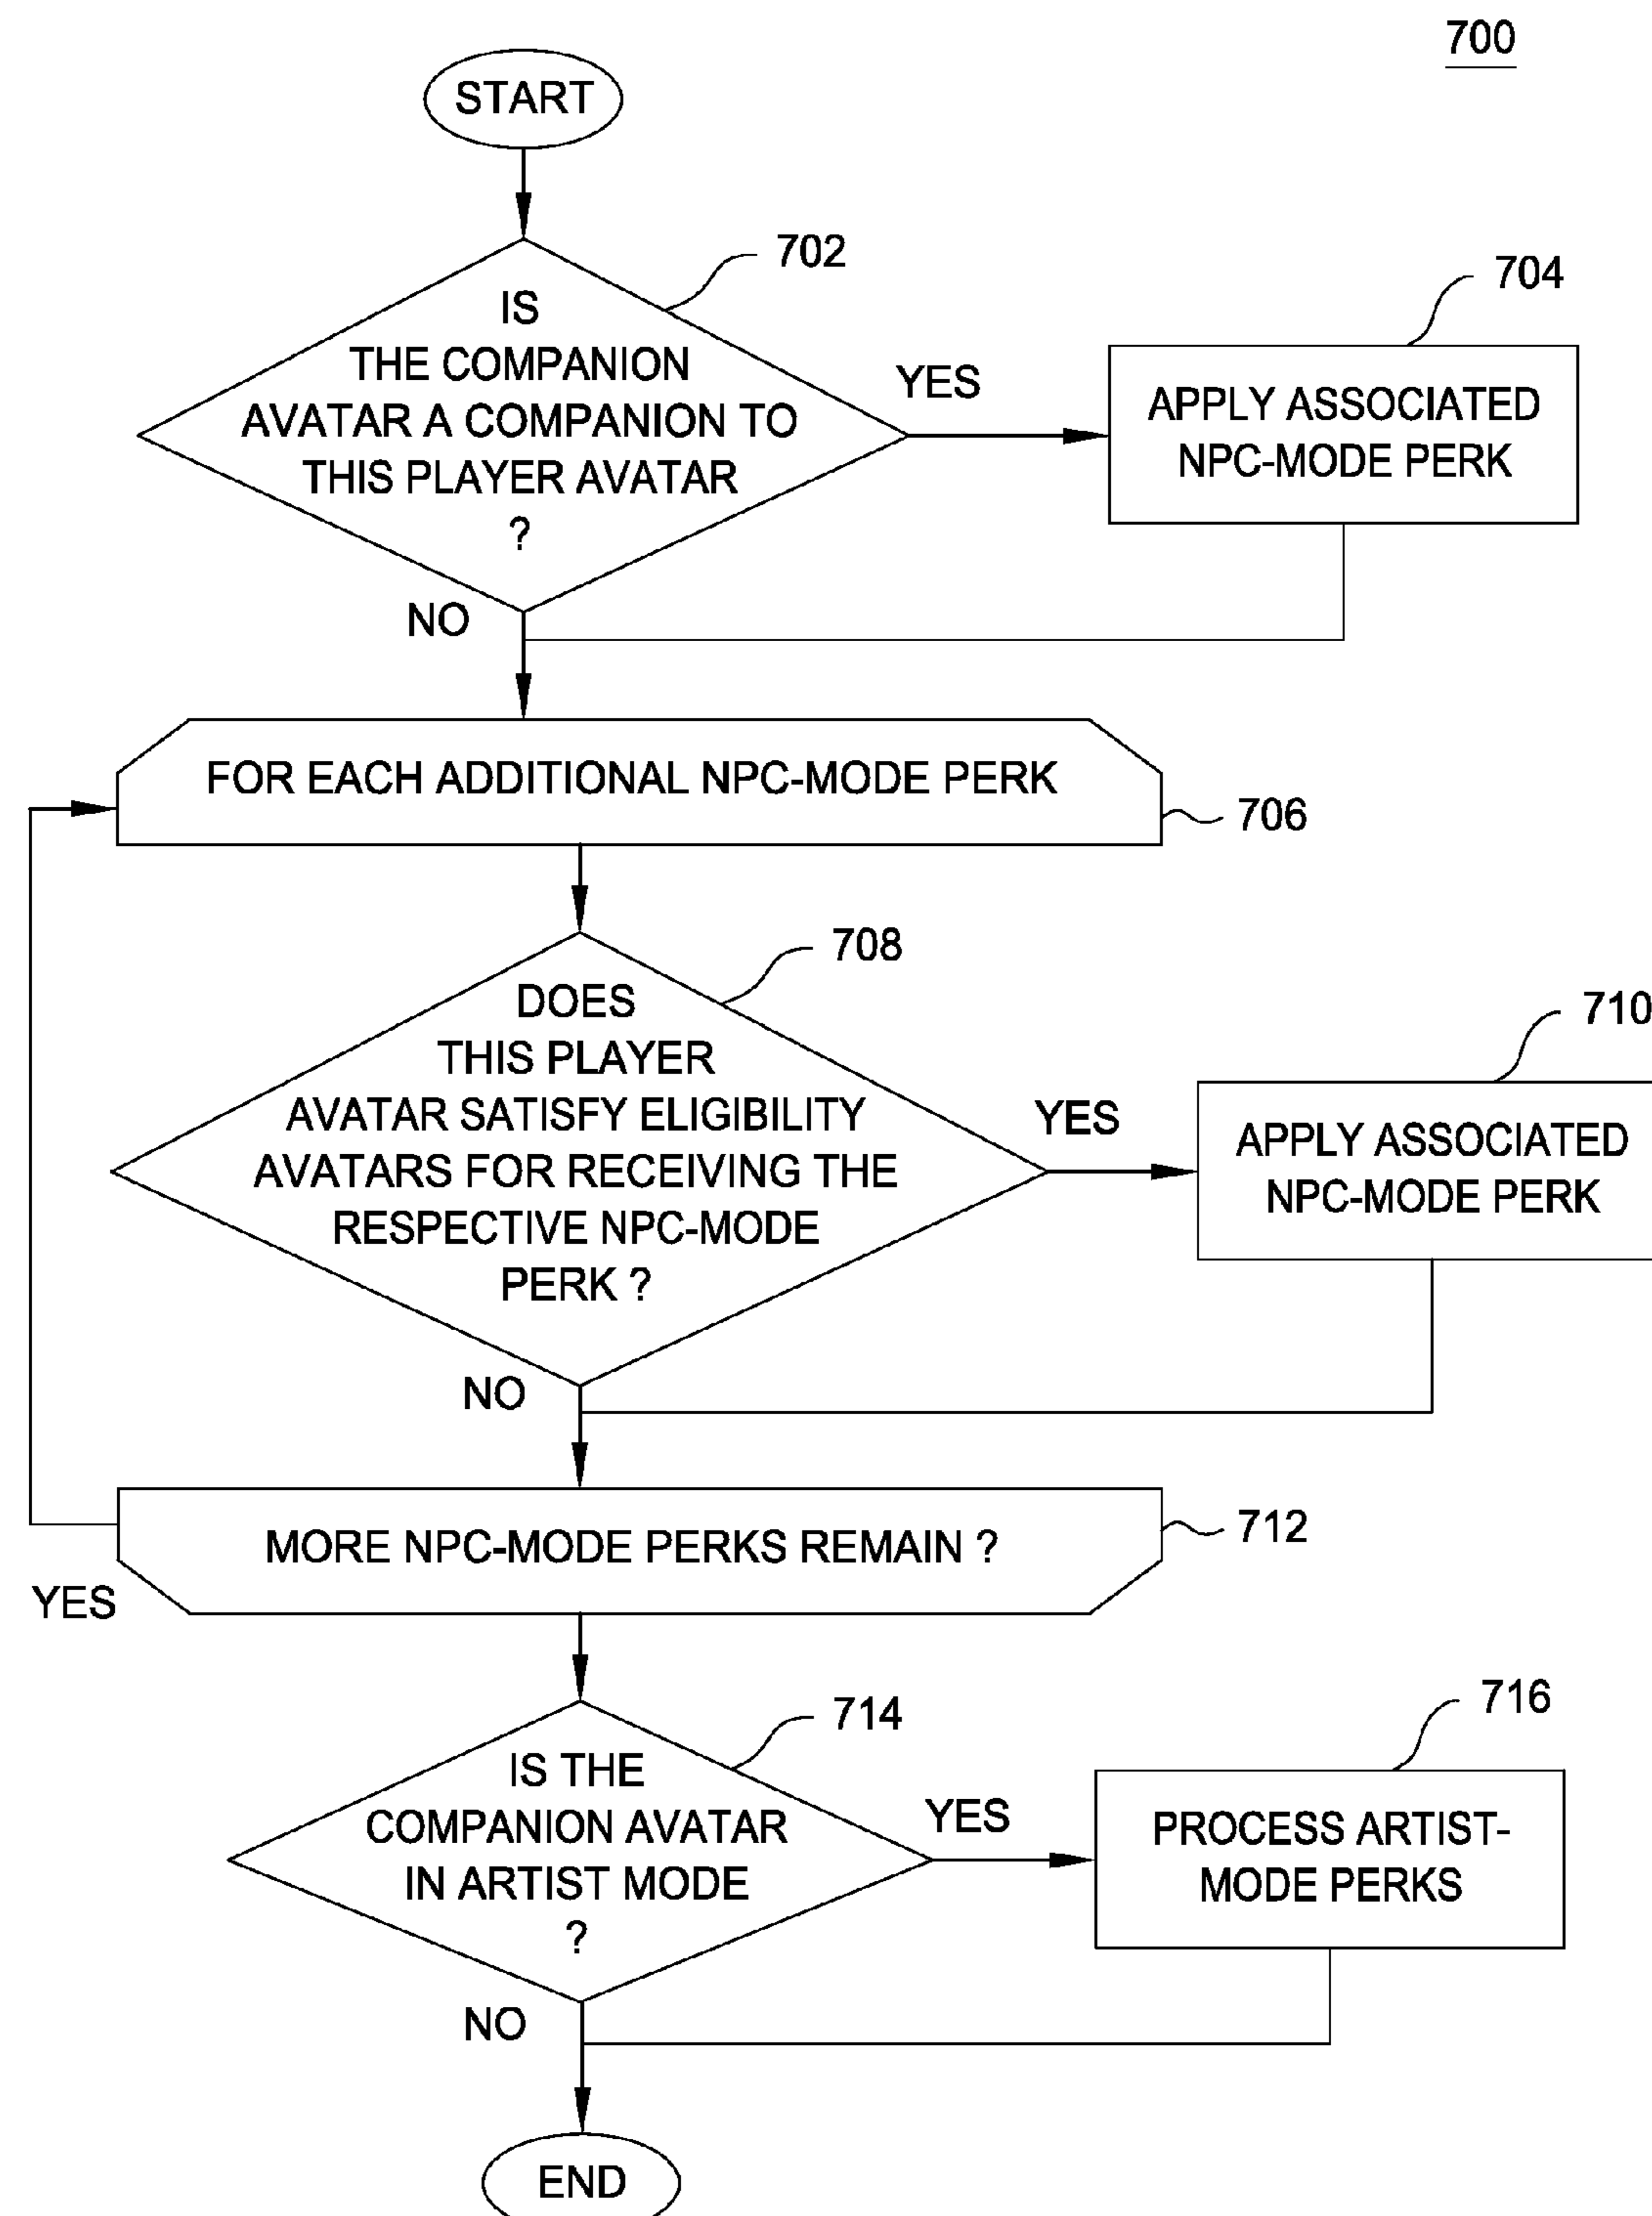 700
START
702
IS
THE COMPANION
AVATAR A COMPANION TO
THIS PLAYER AVATAR
?
YES
704
APPLY ASSOCIATED
NPC-MODE PERK
NO
FOR EACH ADDITIONAL NPC-MODE PERK
706
708
DOES
THIS PLAYER
AVATAR SATISFY ELIGIBILITY
AVATARS FOR RECEIVING THE
RESPECTIVE NPC-MODE
PERK ?
YES
710
APPLY ASSOCIATED
NPC-MODE PERK
NO
MORE NPC-MODE PERKS REMAIN ?
712
YES
714
IS THE
COMPANION AVATAR
IN ARTIST MODE
?
YES
716
PROCESS ARTIST-
MODE PERKS
NO
END